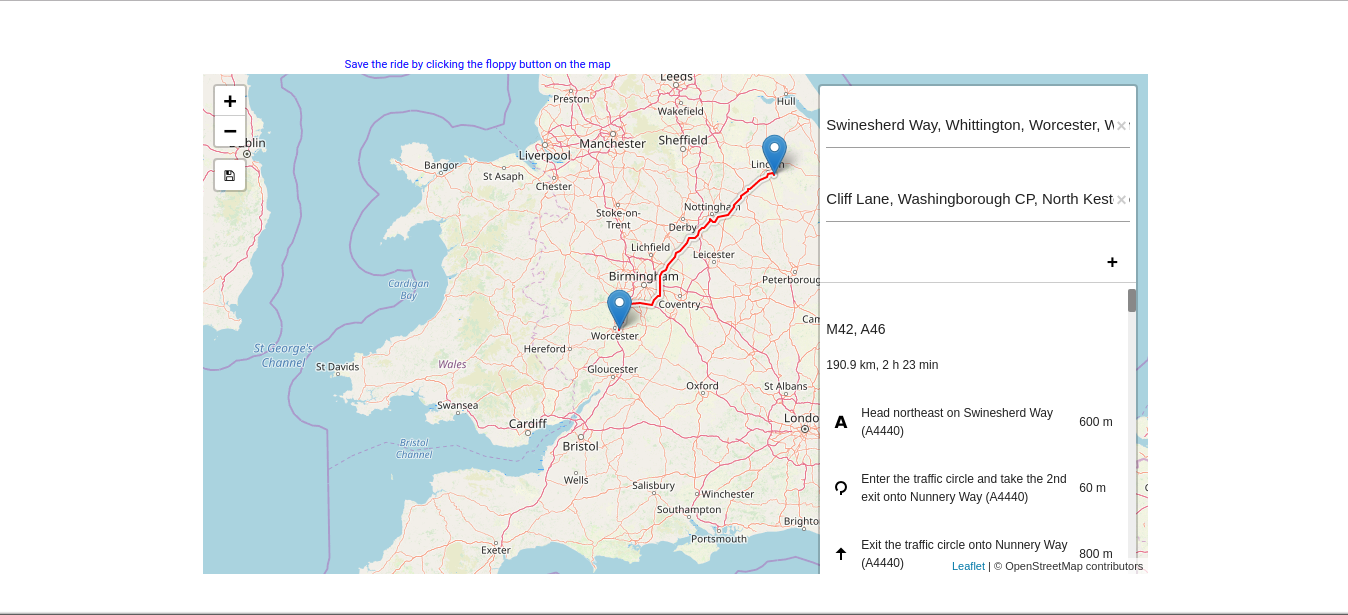 Save the ride by clicking the floppy button on the map
+
−
Leeds
Preston
Hull
Wakefield
Manchester
Sheffield
Liverpool
Bangor
St Asaph
Chester
Stoke-on-
Trent
Nottingham
Derby
Lichfield
Leicester
Birmingham
Peterboroug
Coventry
Cardigan
Bay
Worcester
Hereford
St George's
Channel
St Davids
Wales
Gloucester
Oxford
St Albans
Swansea
Cardiff
Londo
Bristol
Bristol
Channel
Wells
Salisbury
Winchester
Southampton
Brighto
Portsmouth
Exeter
Swinesherd Way, Whittington, Worcester, W
×
Cliff Lane, Washingborough CP, North Kest
×
+
M42, A46
190.9 km, 2 h 23 min
Head northeast on Swinesherd Way
(A4440)
600 m
Enter the traffic circle and take the 2nd
exit onto Nunnery Way (A4440)
60 m
Exit the traffic circle onto Nunnery Way
(A4440)
800 m
Leaflet | © OpenStreetMap contributors